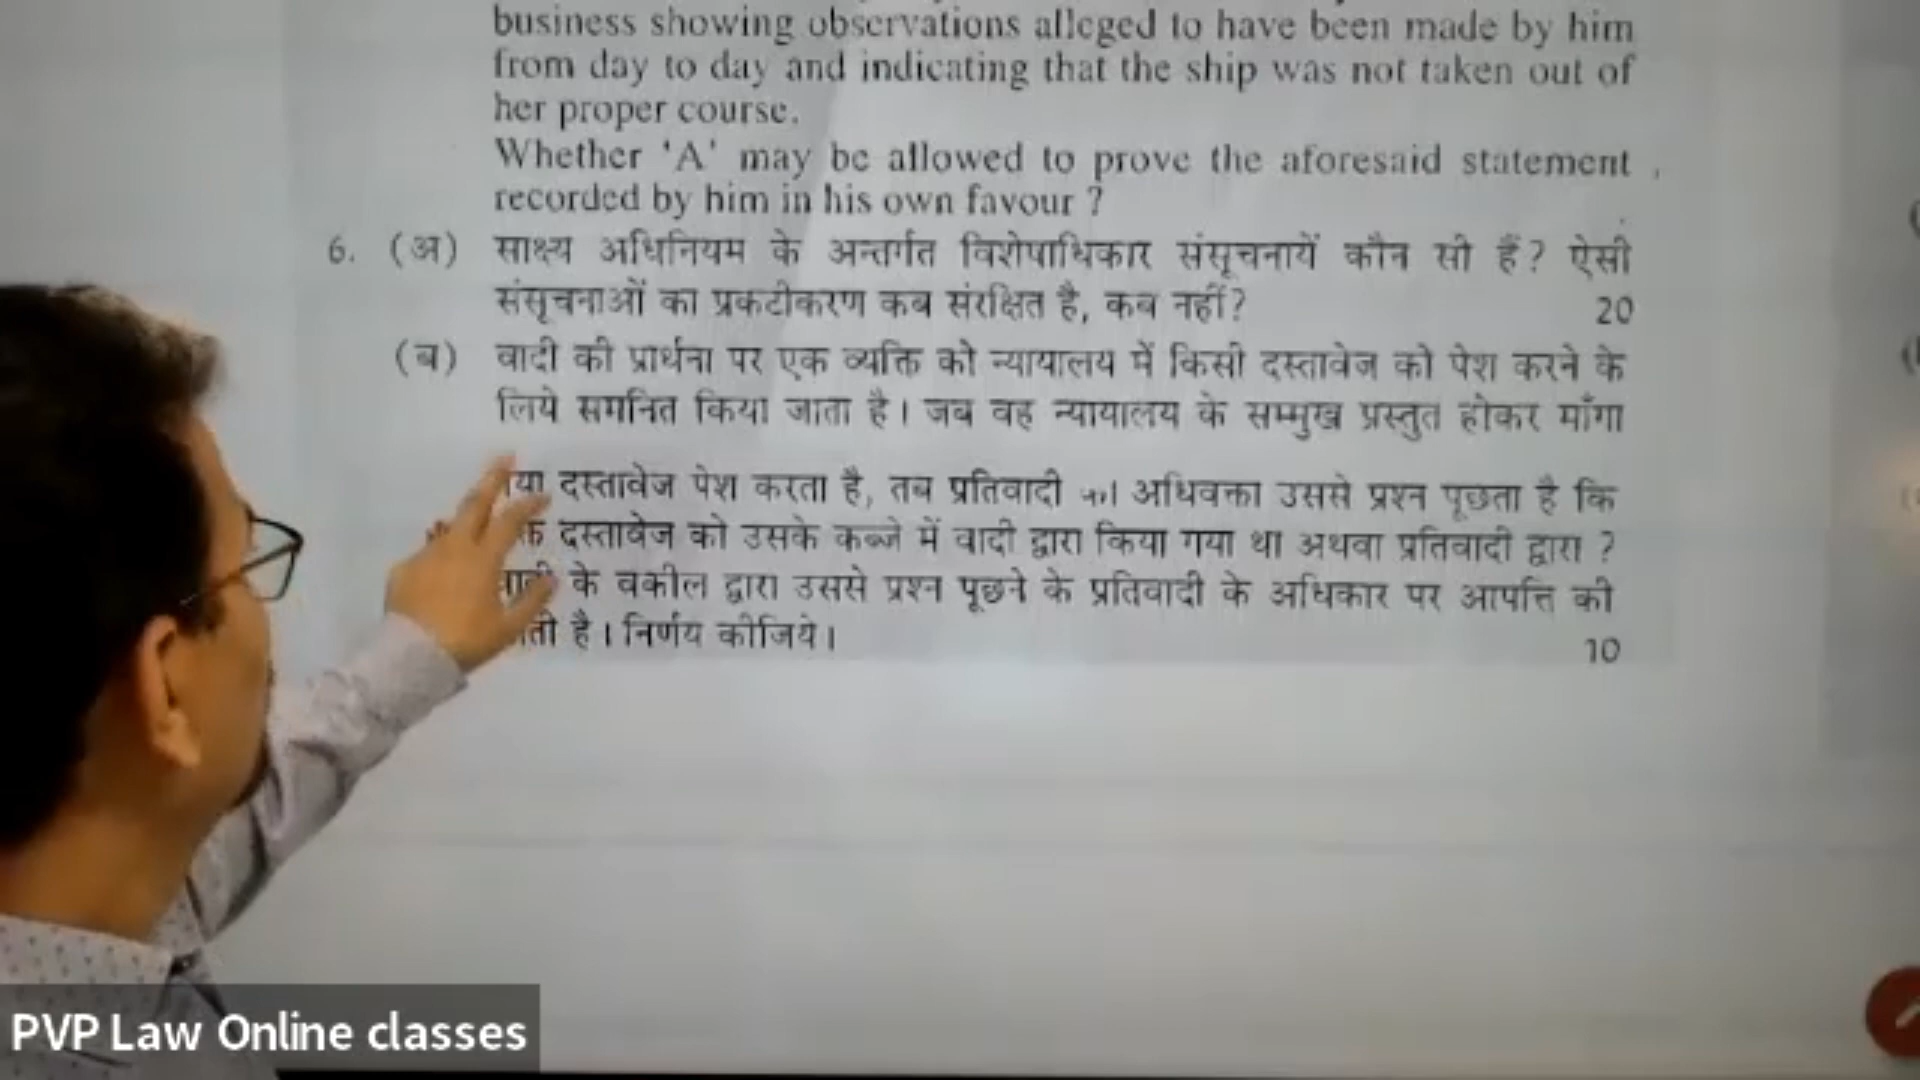 business showing observations alleged to have been made by him
from day to day and indicating that the ship was not taken out of
her proper course.
Whether 'A' may be allowed to prove the aforesaid statement
recorded by him in his own favour ?
6. (अ) साक्ष्य अधिनियम के अन्तर्गत विशेषाधिकार संसूचनायें कौन सी हैं? ऐसी
संसूचनाओं का प्रकटीकरण कब संरक्षित है, कब नहीं? 20
(ब) वादी की प्रार्थना पर एक व्यक्ति को न्यायालय में किसी दस्तावेज को पेश करने के
लिये समनित किया जाता है। जब वह न्यायालय के सम्मुख प्रस्तुत होकर माँगा
दस्तावेज पेश करता है, तब प्रतिवादी का अधिवक्ता उससे प्रश्न पूछता है कि
दस्तावेज को उसके कब्जे में वादी द्वारा किया गया था अथवा प्रतिवादी द्वारा ?
के वकील द्वारा उससे प्रश्न पूछने के प्रतिवादी के अधिकार पर आपत्ति की
है। निर्णय कीजिये। 10
PVP Law Online classes